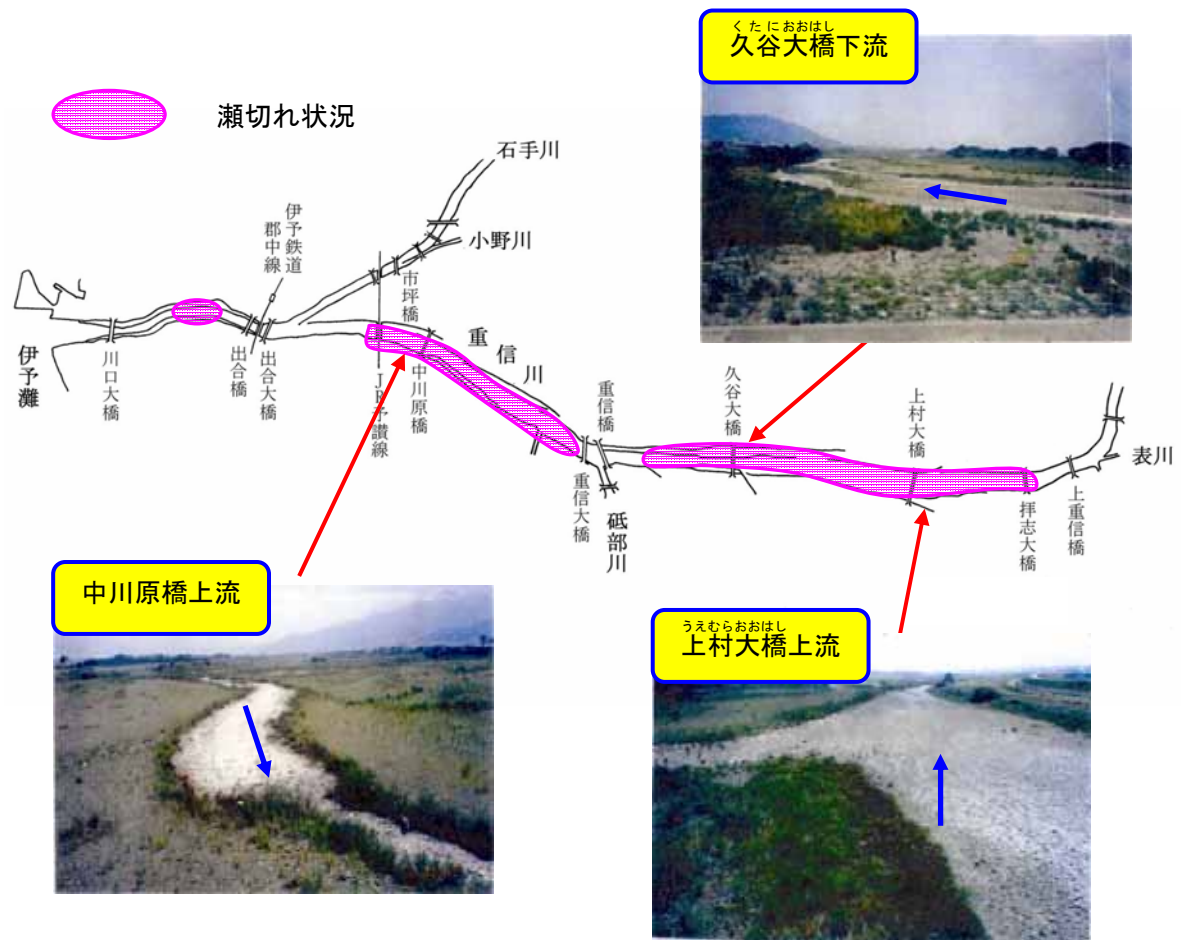 くたにおおはし
久谷大橋下流
瀬切れ状況
石手川
小野川
伊予鉄道
郡中線
市坪橋
重信川
伊予灘
川口大橋
出合橋
出合大橋
JR予讃線
中川原橋
重信橋
重信大橋
砥部川
久谷大橋
上村大橋
拝志大橋
上重信橋
表川
中川原橋上流
うえむらおおはし
上村大橋上流